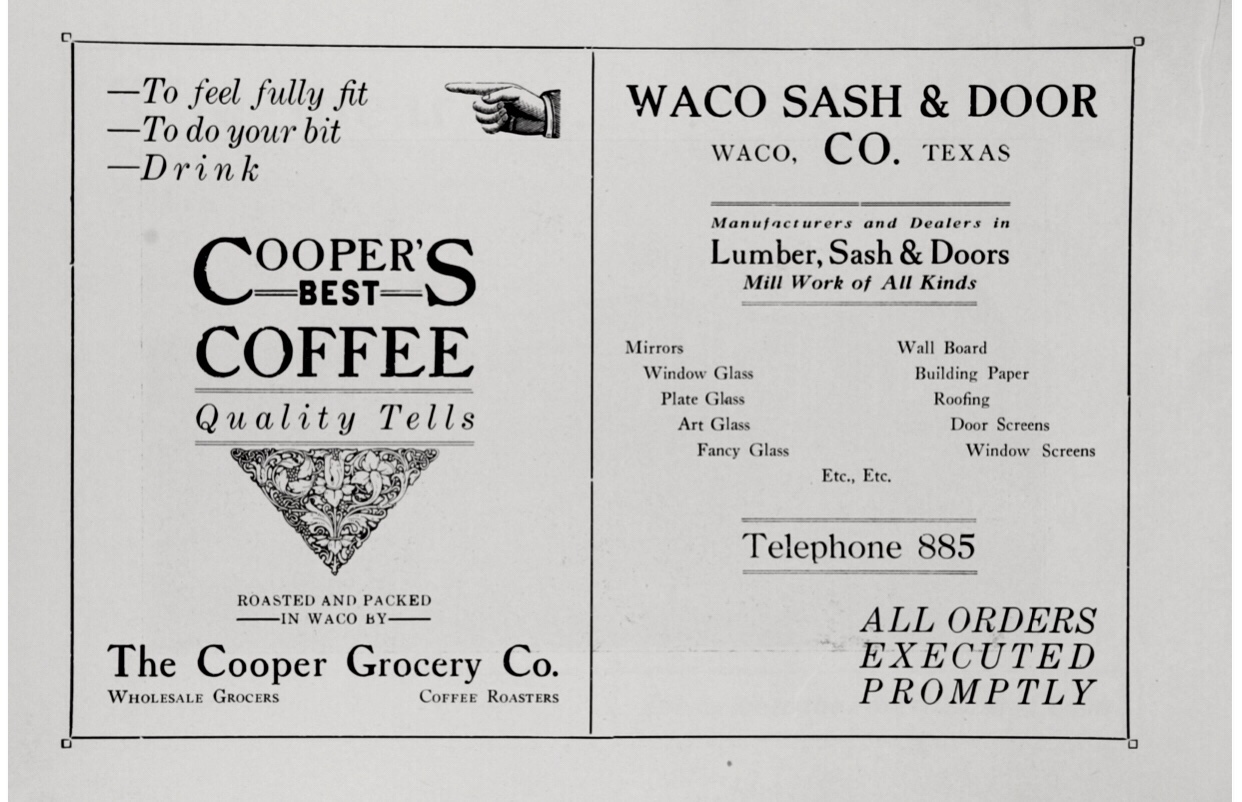 —To feel fully fit
—To do your bit
—Drink
COOPER'S
BEST
COFFEE
Quality Tells
ROASTED AND PACKED
IN WACO BY
The Cooper Grocery Co.
WHOLESALE GROCERS COFFEE ROASTERS
WACO SASH & DOOR
WACO, CO. TEXAS
Manufacturers and Dealers in
Lumber, Sash & Doors
Mill Work of All Kinds
Mirrors
Window Glass
Plate Glass
Art Glass
Fancy Glass
Wall Board
Building Paper
Roofing
Door Screens
Window Screens
Etc., Etc.
Telephone 885
ALL ORDERS
EXECUTED
PROMPTLY